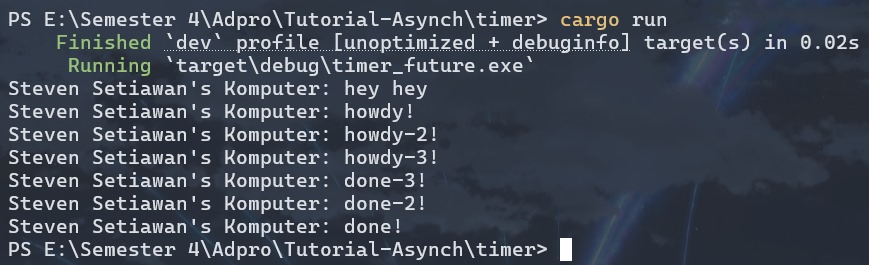 PS E:\Semester 4\Adpro\Tutorial-Asynch\timer> cargo run
    Finished `dev` profile [unoptimized + debuginfo] target(s) in 0.02s
     Running `target\debug\timer_future.exe`
Steven Setiawan's Komputer: hey hey
Steven Setiawan's Komputer: howdy!
Steven Setiawan's Komputer: howdy-2!
Steven Setiawan's Komputer: howdy-3!
Steven Setiawan's Komputer: done-3!
Steven Setiawan's Komputer: done-2!
Steven Setiawan's Komputer: done!
PS E:\Semester 4\Adpro\Tutorial-Asynch\timer>